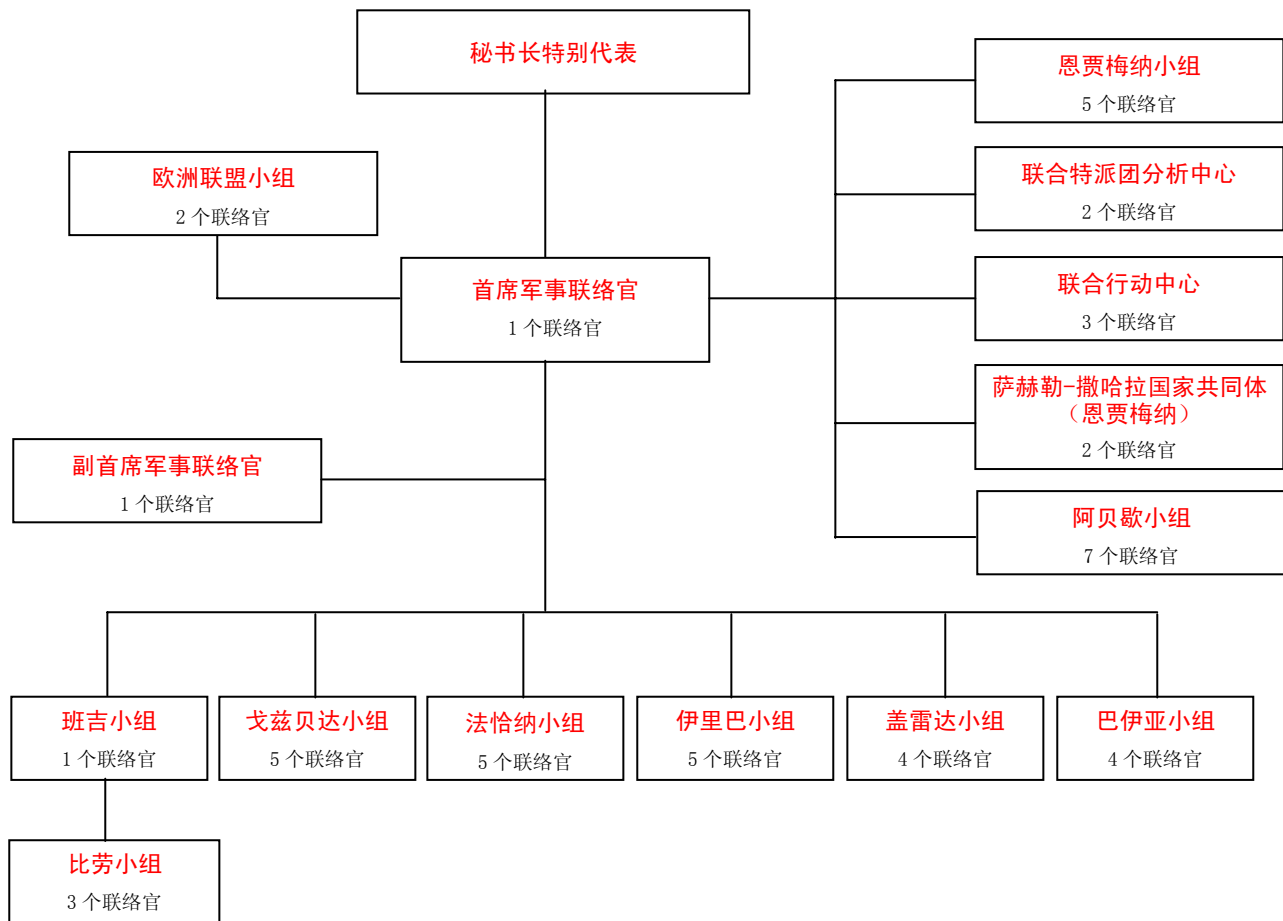 秘书长特别代表
恩贾梅纳小组
5 个联络官
欧洲联盟小组
2 个联络官
联合特派团分析中心
2 个联络官
首席军事联络官
1 个联络官
联合行动中心
3 个联络官
萨赫勒-撒哈拉国家共同体
（恩贾梅纳）
2 个联络官
副首席军事联络官
1 个联络官
阿贝歇小组
7 个联络官
班吉小组
1 个联络官
戈兹贝达小组
5 个联络官
法恰纳小组
5 个联络官
伊里巴小组
5 个联络官
盖雷达小组
4 个联络官
巴伊亚小组
4 个联络官
比劳小组
3 个联络官